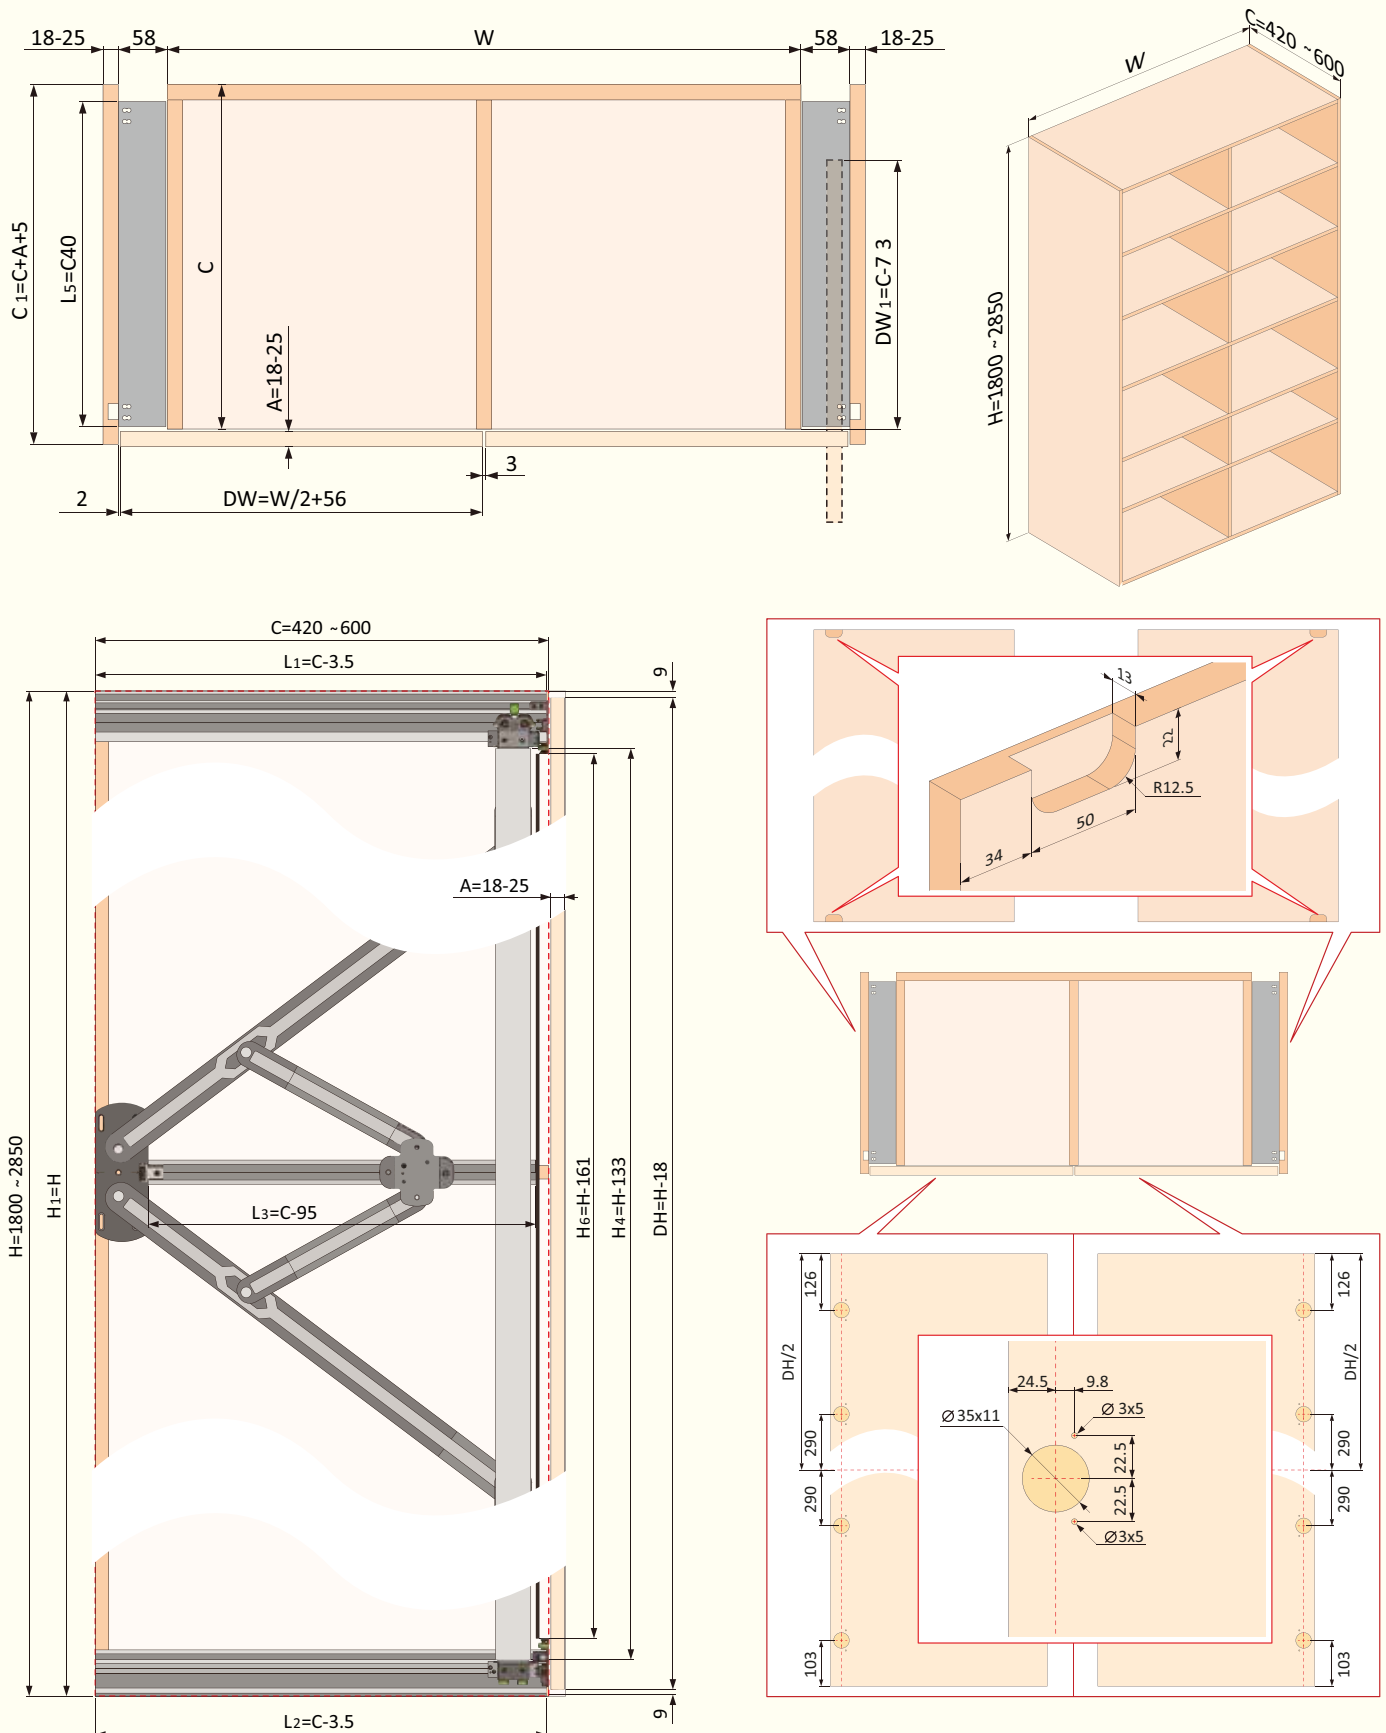 18-25
58
W
58
18-25
C 1=C+A+5
L5=C40
C
A=18-25
DW1=C-7 3
3
2
DW=W/2+56
W
C=420 ~600
H=1800 ~2850
C=420 ~600
L1=C-3.5
9
A=18-25
H=1800 ~2850
H1=H
L3=C-95
H6=H-161
H4=H-133
DH=H-18
9
L2=C-3.5
13
22
R12.5
50
34
126
DH/2
290
290
103
24.5
9.8
Ø 35x11
Ø 3x5
22.5
22.5
Ø3x5
126
DH/2
290
290
103